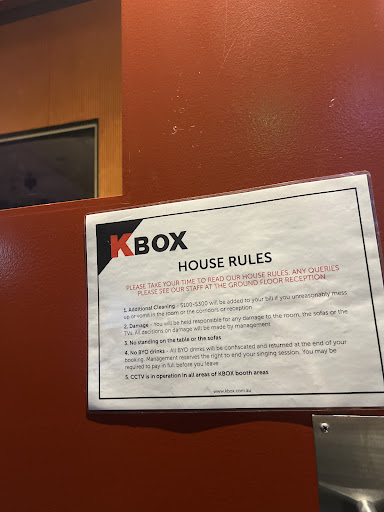 KBOX
HOUSE RULES
PLEASE TAKE YOUR TIME TO READ OUR HOUSE RULES. ANY QUERIES
PLEASE SEE OUR STAFF AT THE GROUND FLOOR RECEPTION
1. Additional Cleaning - $100-$300 will be added to your bill if you unreasonably mess
up or vomit in the room or the corridors or reception
2. Damage - You will be held responsible for any damage to the room, the sofas or the
TVs. All decisions on damage will be made by management
3. No standing on the table or the sofas
4. No BYO drinks - All BYO drinks will be confiscated and returned at the end of your
booking. Management reserves the right to end your singing session. You may be
required to pay in full before you leave
5. CCTV is in operation in all areas of KBOX booth areas
www.kbox.com.au